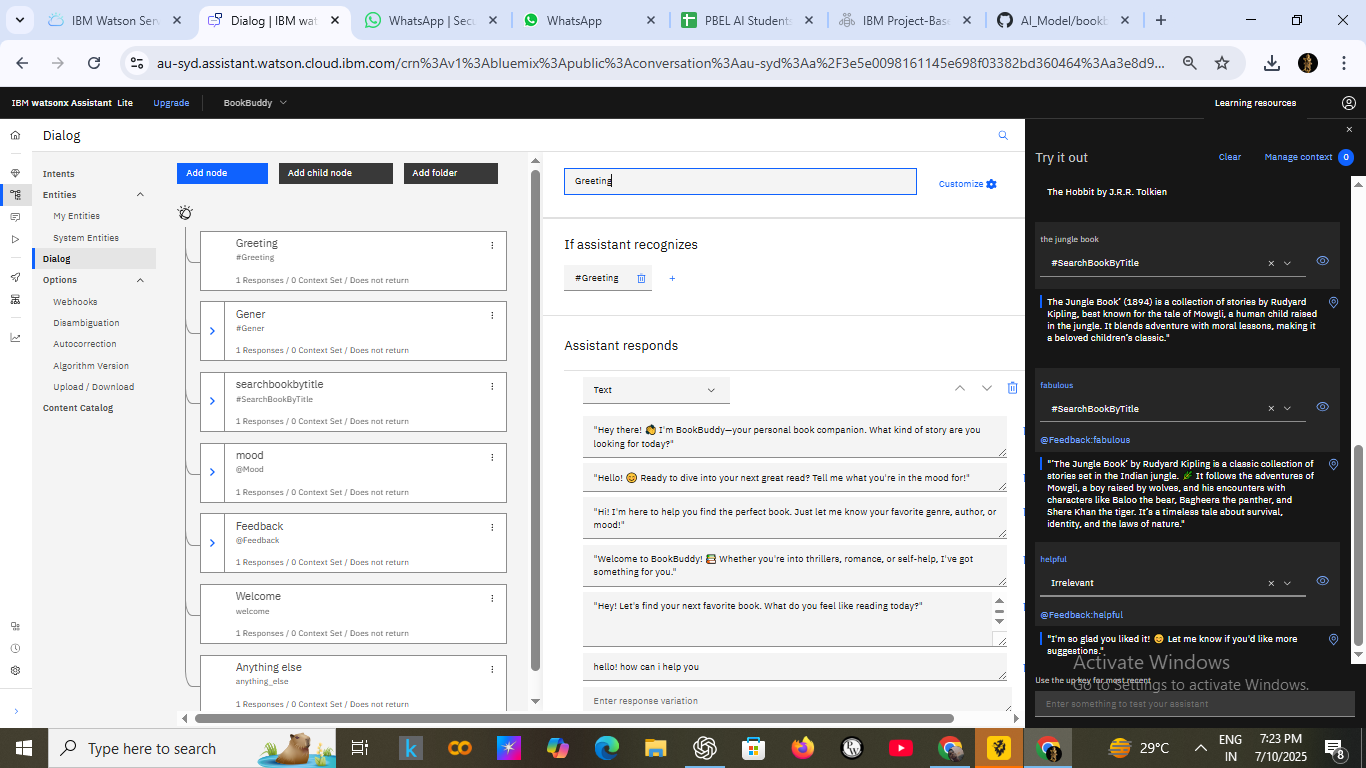 IBM Watson Ser
Dialog | IBM wat
WhatsApp | Secu
WhatsApp
PBEL AI Students
IBM Project-Base
AI_Model/bookb
au-syd.assistant.watson.cloud.ibm.com/crn%3Av1%3Abluemix%3Apublic%3Aconversation%3Aau-syd%3Aa%2F3e5e0098161145e698f03382bd360464%3Aa3e8d9...
IBM watsonx Assistant Lite
Upgrade
BookBuddy
Learning resources
Dialog
Intents
Entities
My Entities
System Entities
Dialog
Options
Webhooks
Disambiguation
Autocorrection
Algorithm Version
Upload / Download
Content Catalog
Add node
Add child node
Add folder
Greeting
#Greeting
1 Responses / 0 Context Set / Does not return
Gener
#Gener
1 Responses / 0 Context Set / Does not return
searchbookbytitle
#SearchBookByTitle
1 Responses / 0 Context Set / Does not return
mood
@Mood
1 Responses / 0 Context Set / Does not return
Feedback
@Feedback
1 Responses / 0 Context Set / Does not return
Welcome
welcome
1 Responses / 0 Context Set / Does not return
Anything else
anything_else
1 Responses / 0 Context Set / Does not return
Greeting
Customize
If assistant recognizes
#Greeting
Assistant responds
Text
"Hey there! 👋 I'm BookBuddy—your personal book companion. What kind of story are you
looking for today?"
"Hello! 😊 Ready to dive into your next great read? Tell me what you're in the mood for!"
"Hi! I'm here to help you find the perfect book. Just let me know your favorite genre, author, or
mood!"
"Welcome to BookBuddy! 📚 Whether you're into thrillers, romance, or self-help, I've got
something for you."
"Hey! Let's find your next favorite book. What do you feel like reading today?"
hello! how can i help you
Enter response variation
Try it out
Clear
Manage context 0
The Hobbit by J.R.R. Tolkien
the jungle book
#SearchBookByTitle
The Jungle Book' (1894) is a collection of stories by Rudyard
Kipling, best known for the tale of Mowgli, a human child raised
in the jungle. It blends adventure with moral lessons, making it
a beloved children's classic."
fabulous
#SearchBookByTitle
@Feedback:fabulous
"'The Jungle Book' by Rudyard Kipling is a classic collection of
stories set in the Indian jungle. 🌿 It follows the adventures of
Mowgli, a boy raised by wolves, and his encounters with
characters like Baloo the bear, Bagheera the panther, and
Shere Khan the tiger. It's a timeless tale about survival,
identity, and the laws of nature."
helpful
Irrelevant
@Feedback:helpful
"I'm so glad you liked it! 😊 Let me know if you'd like more
suggestions."
Activate Windows
Go to Settings to activate Windows.
Use the up key for most recent
Enter something to test your assistant
Type here to search
29°C
ENG
IN
7:23 PM
7/10/2025
8